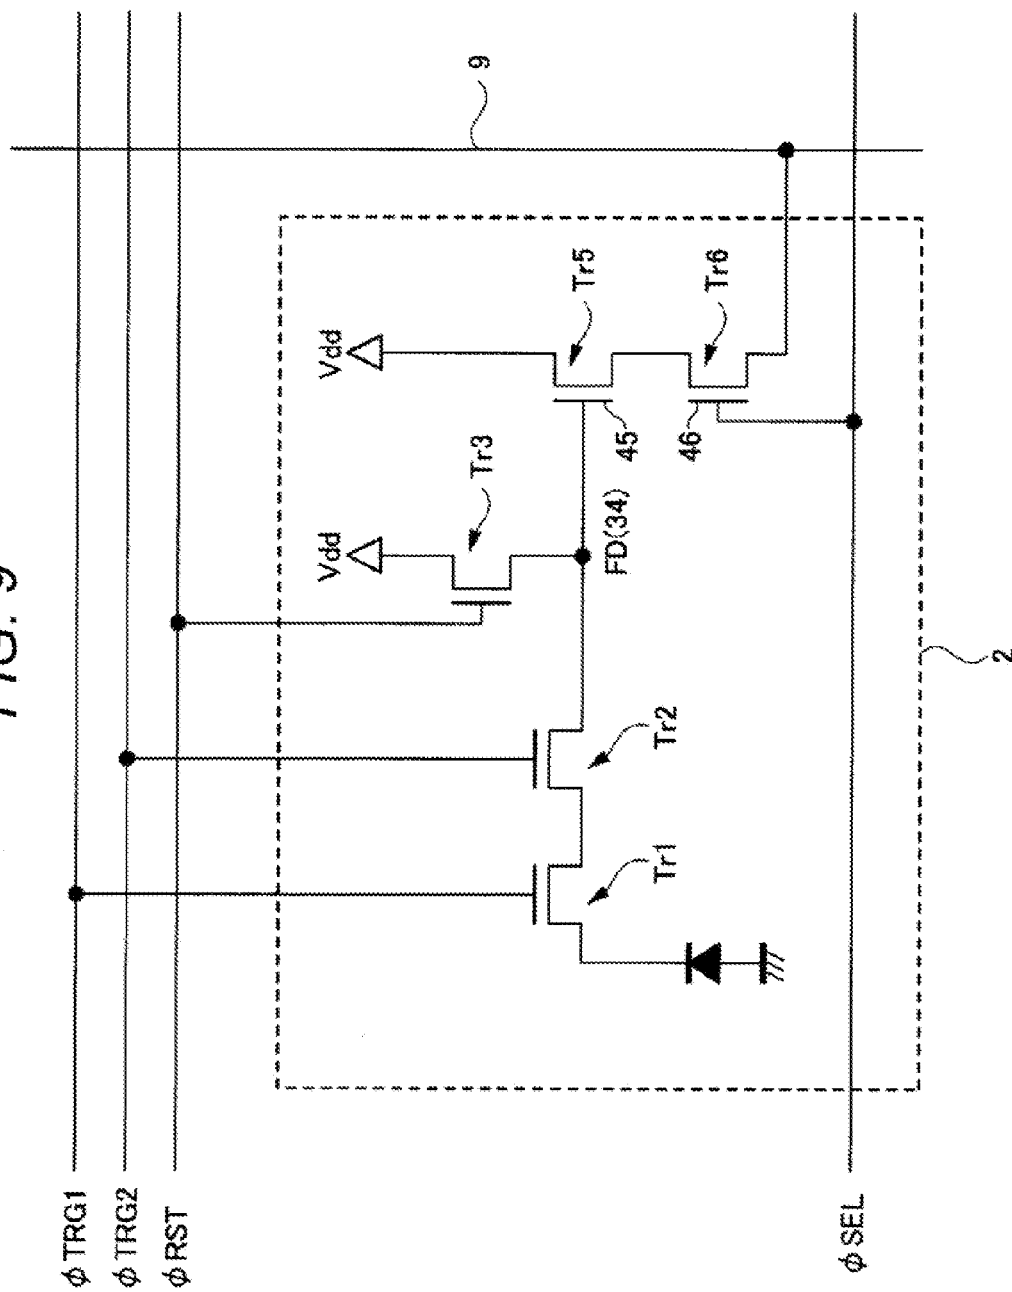 FIG. 9
φTRG1
φTRG2
φRST
Vdd
Vdd
Tr3
9
Tr5
FD(34)
45
Tr1
Tr2
46
Tr6
φSEL
2